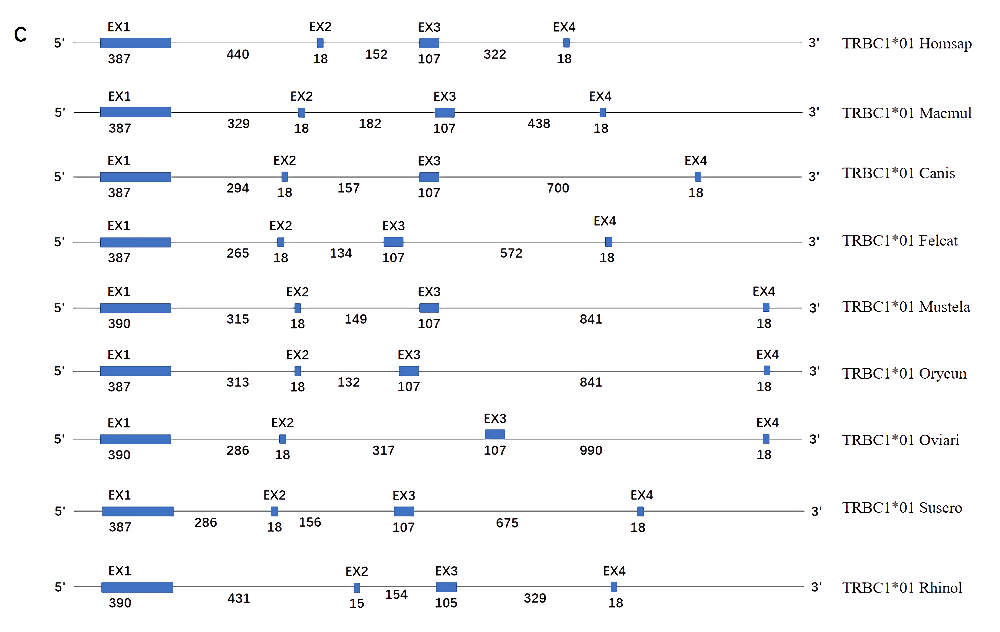 C
EX1 EX2 EX3 EX4
5' 3' TRBC1*01 Homsap
387 440 18 152 107 322 18
EX1 EX2 EX3 EX4
5' 3' TRBC1*01 Macmul
387 329 18 182 107 438 18
EX1 EX2 EX3 EX4
5' 3' TRBC1*01 Canis
387 294 18 157 107 700 18
EX1 EX2 EX3 EX4
5' 3' TRBC1*01 Felcat
387 265 18 134 107 572 18
EX1 EX2 EX3 EX4
5' 3' TRBC1*01 Mustela
390 315 18 149 107 841 18
EX1 EX2 EX3 EX4
5' 3' TRBC1*01 Orycun
387 313 18 132 107 841 18
EX1 EX2 EX3 EX4
5' 3' TRBC1*01 Oviari
390 286 18 317 107 990 18
EX1 EX2 EX3 EX4
5' 3' TRBC1*01 Suscro
387 286 18 156 107 675 18
EX1 EX2 EX3 EX4
5' 3' TRBC1*01 Rhinol
390 431 15 154 105 329 18